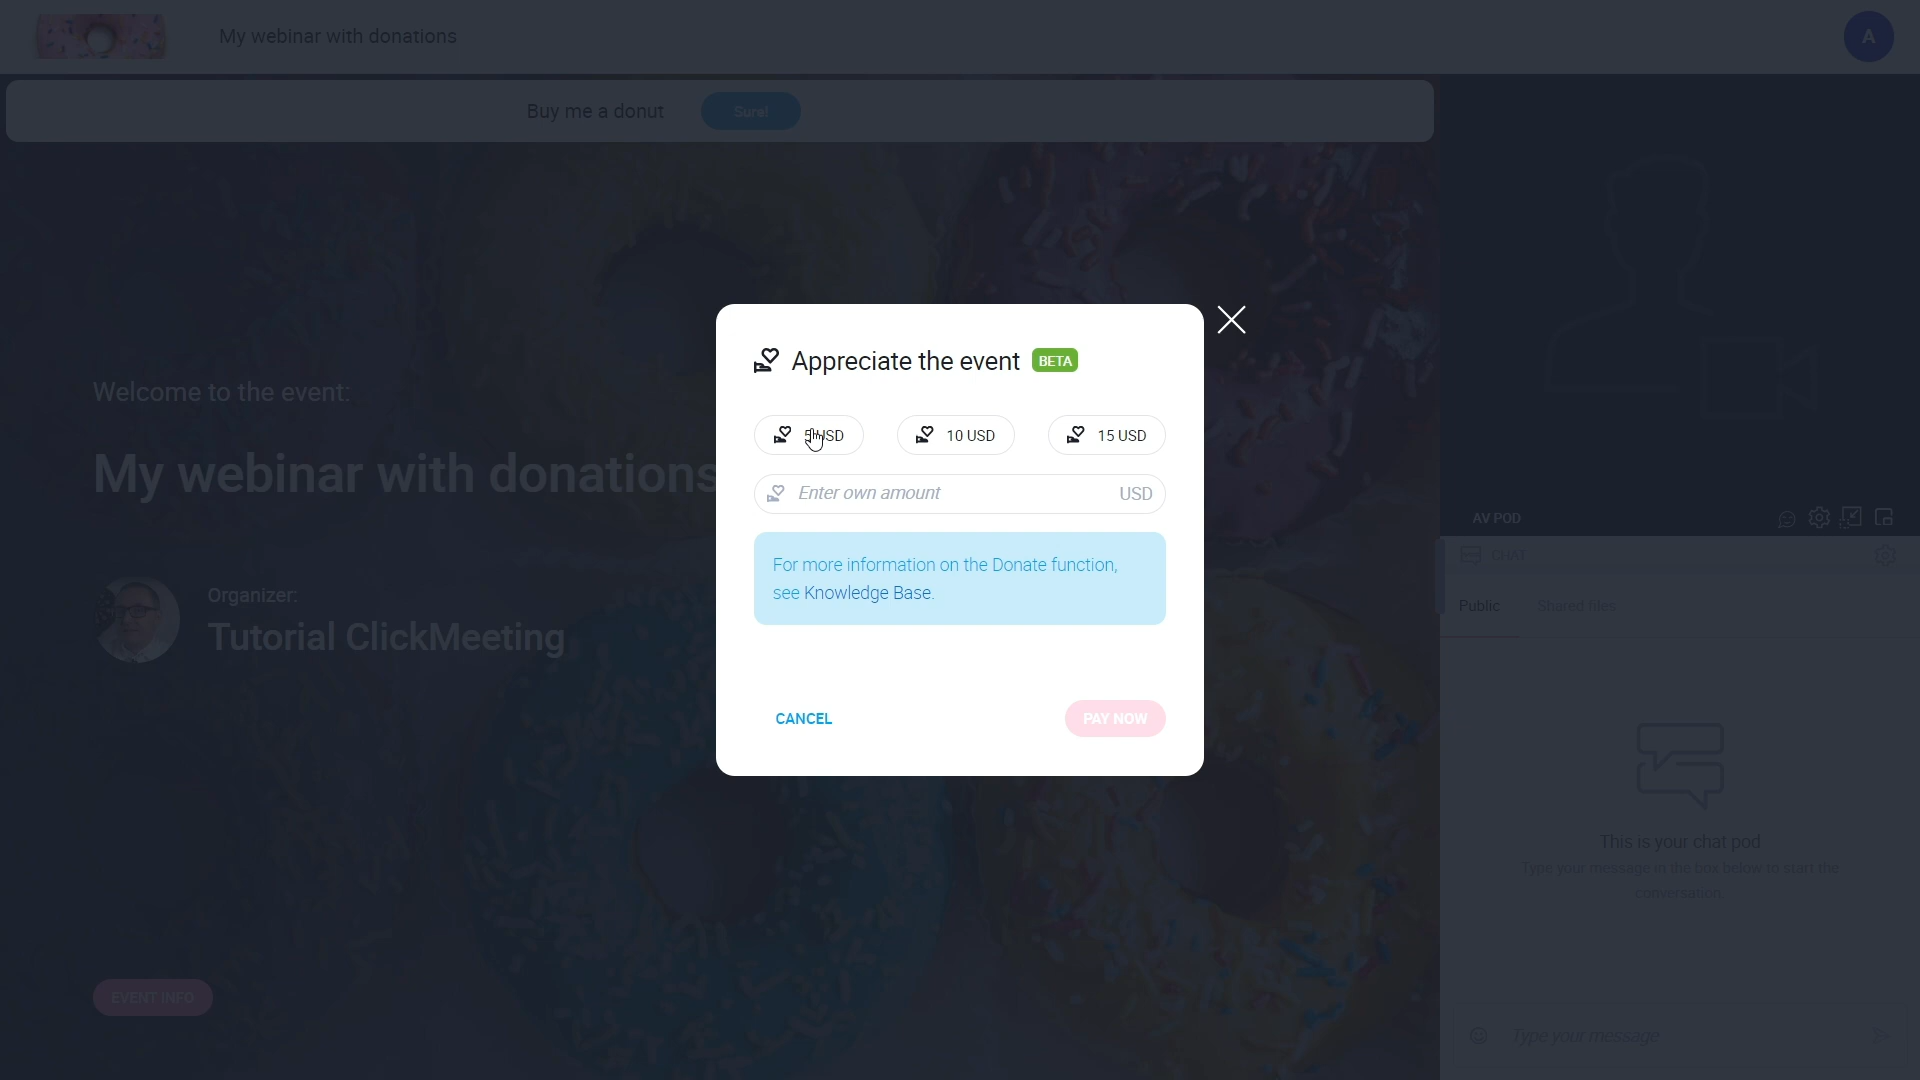 My webinar with donations
A
Buy me a donut
Sure!
Welcome to the event:
My webinar with donations
Organizer:
Tutorial ClickMeeting
EVENT INFO
Appreciate the event BETA
5 USD
10 USD
15 USD
Enter own amount
USD
For more information on the Donate function,
see Knowledge Base.
CANCEL
PAY NOW
AV POD
CHAT
Public
Shared files
This is your chat pod
Type your message in the box below to start the
conversation.
Type your message